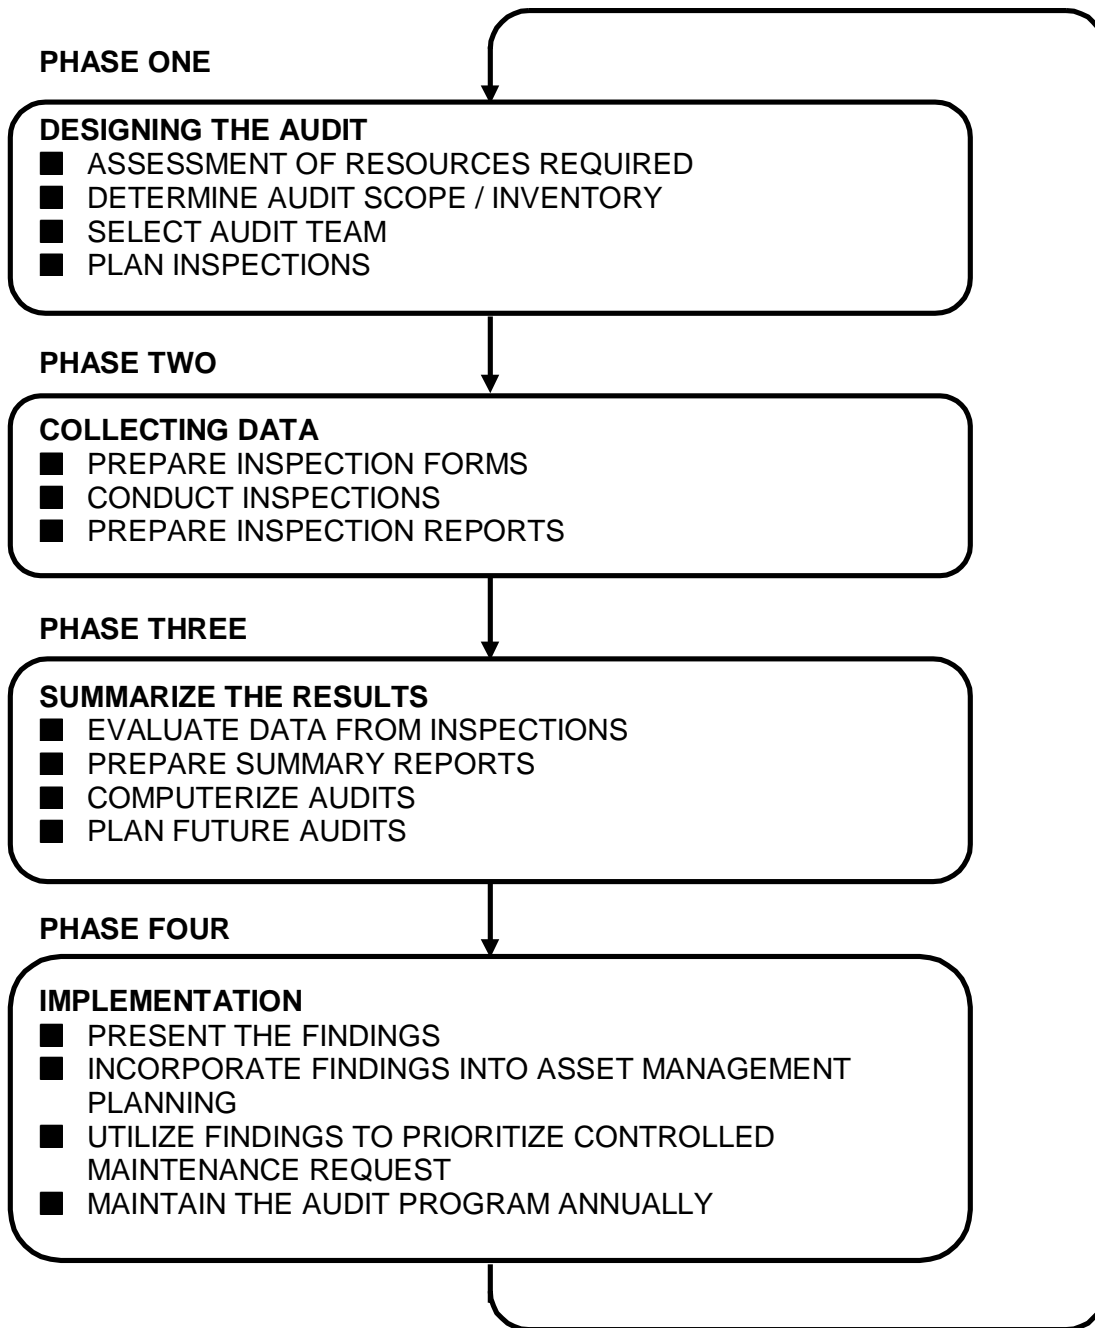 PHASE ONE
DESIGNING THE AUDIT
ASSESSMENT OF RESOURCES REQUIRED
DETERMINE AUDIT SCOPE / INVENTORY
SELECT AUDIT TEAM
PLAN INSPECTIONS
PHASE TWO
COLLECTING DATA
PREPARE INSPECTION FORMS
CONDUCT INSPECTIONS
PREPARE INSPECTION REPORTS
PHASE THREE
SUMMARIZE THE RESULTS
EVALUATE DATA FROM INSPECTIONS
PREPARE SUMMARY REPORTS
COMPUTERIZE AUDITS
PLAN FUTURE AUDITS
PHASE FOUR
IMPLEMENTATION
PRESENT THE FINDINGS
INCORPORATE FINDINGS INTO ASSET MANAGEMENT
PLANNING
UTILIZE FINDINGS TO PRIORITIZE CONTROLLED
MAINTENANCE REQUEST
MAINTAIN THE AUDIT PROGRAM ANNUALLY